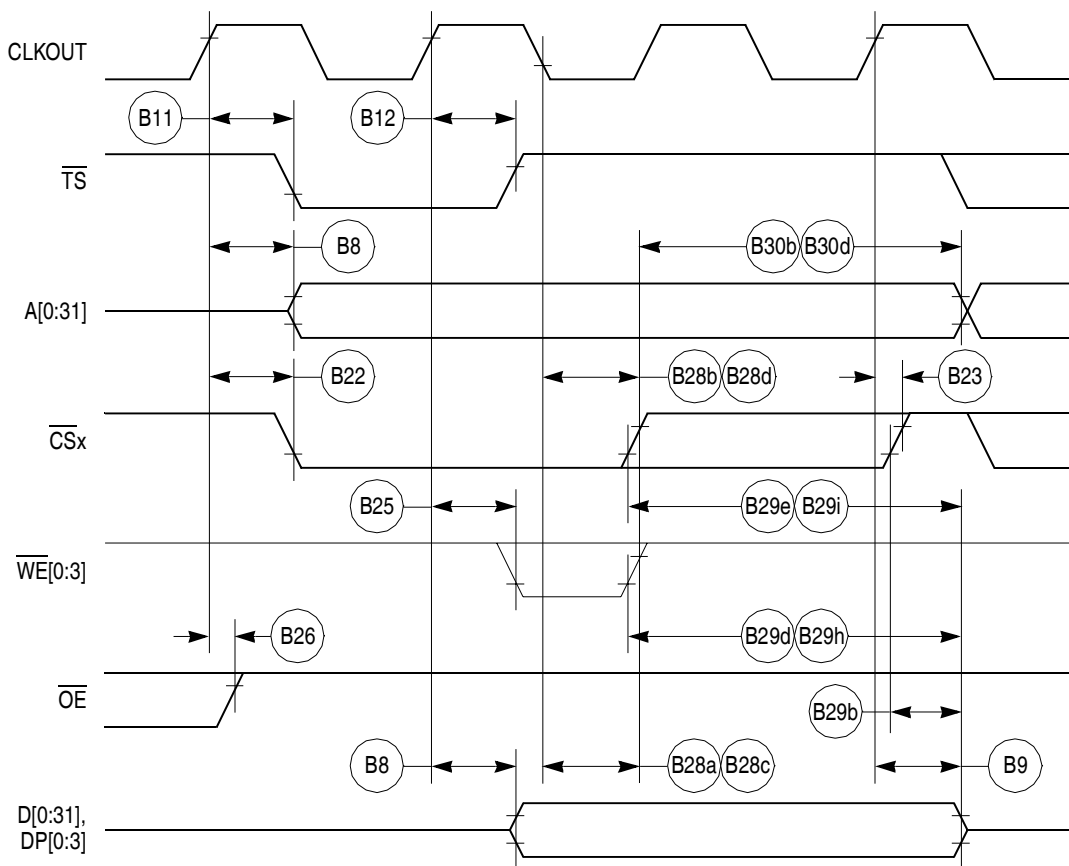 CLKOUT
B11
B12
TS
B8
B30b B30d
A[0:31]
B22
B28b B28d
B23
CSx
B25
B29e B29i
WE[0:3]
B26
B29d B29h
OE
B29b
B8
B28a B28c
B9
D[0:31],
DP[0:3]